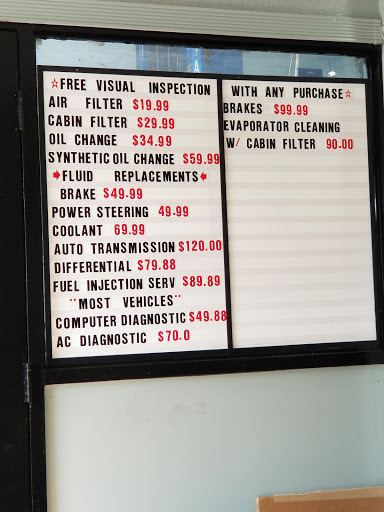 ☆FREE VISUAL INSPECTION
AIR FILTER $19.99
CABIN FILTER $29.99
OIL CHANGE $34.99
SYNTHETIC OIL CHANGE $59.99
➧FLUID REPLACEMENTS➧
BRAKE $49.99
POWER STEERING 49.99
COOLANT 69.99
AUTO TRANSMISSION $120.00
DIFFERENTIAL $79.88
FUEL INJECTION SERV $89.89
"MOST VEHICLES"
COMPUTER DIAGNOSTIC $49.88
AC DIAGNOSTIC $70.0
WITH ANY PURCHASE☆
BRAKES $99.99
EVAPORATOR CLEANING
W/ CABIN FILTER 90.00